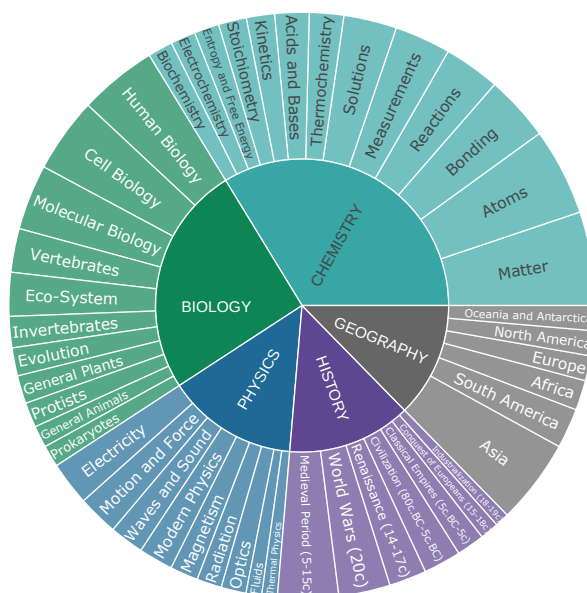 CHEMISTRY
Matter
Atoms
Bonding
Reactions
Measurements
Solutions
Thermochemistry
Acids and Bases
Kinetics
Stoichiometry
Entropy and Free Energy
Electrochemistry
Biochemistry
BIOLOGY
Human Biology
Cell Biology
Molecular Biology
Vertebrates
Eco-System
Invertebrates
Evolution
General Plants
Protists
General Animals
Prokaryotes
PHYSICS
Electricity
Motion and Force
Waves and Sound
Modern Physics
Magnetism
Radiation
Optics
Fluids
Thermal Physics
HISTORY
Medieval Period (5-15c)
World Wars (20c)
Renaissance (14-17c)
Civilization (80c.BC-5c.BC)
Classical Empires (5c.BC-5c)
Conquest of Europeans (15-18c)
Industrialization (18-19c)
GEOGRAPHY
Asia
South America
Africa
Europe
North America
Oceania and Antarctica